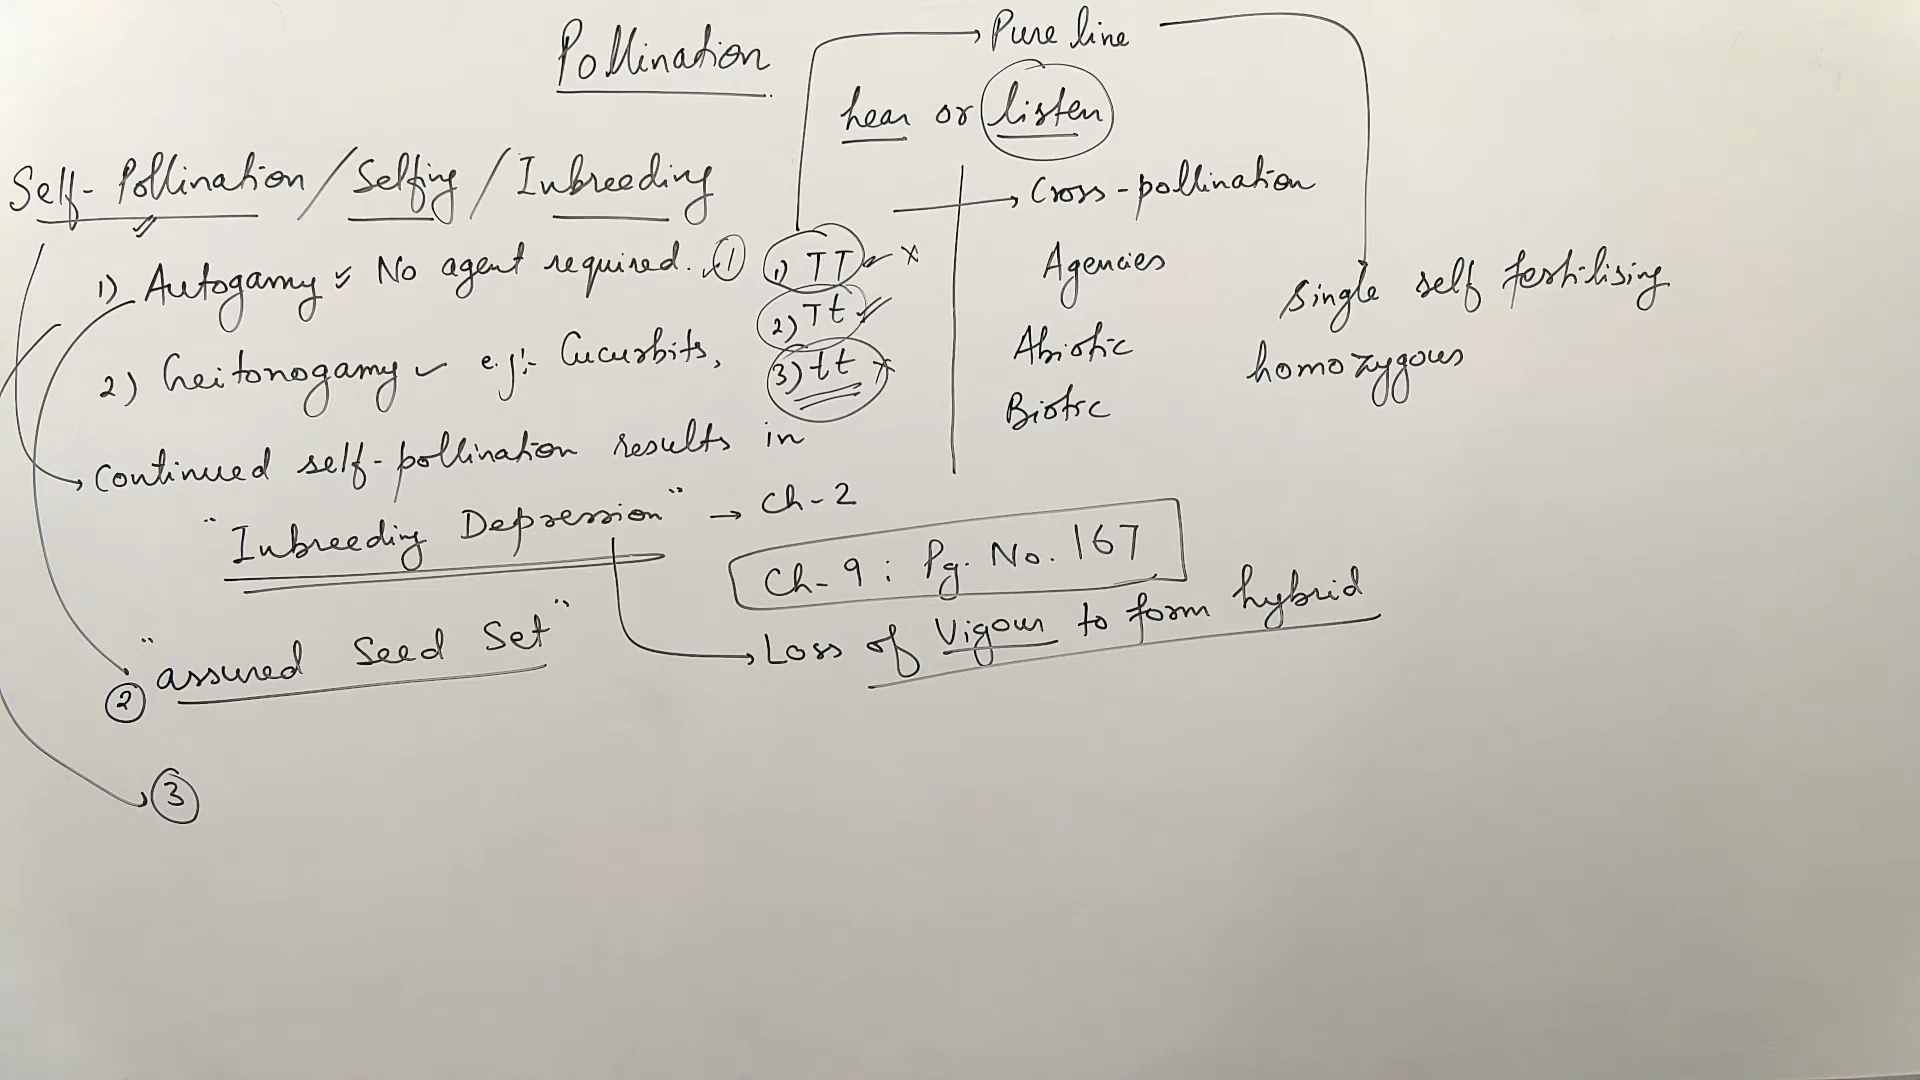 Pollination
Pure line
hear or listen
Self-Pollination / Selfing / Inbreeding
1) Autogamy No agent required. ①
2) Geitonogamy e.g:- Cucurbits,
1) TT x
2) Tt
3) tt x
Cross-pollination
Agencies
Abiotic
Biotic
Single self fertilising
homozygous
Continued self-pollination results in
"Inbreeding Depression" → Ch-2
Ch-9 : Pg. No. 167
Loss of Vigour to form hybrid
② "assured Seed Set"
③